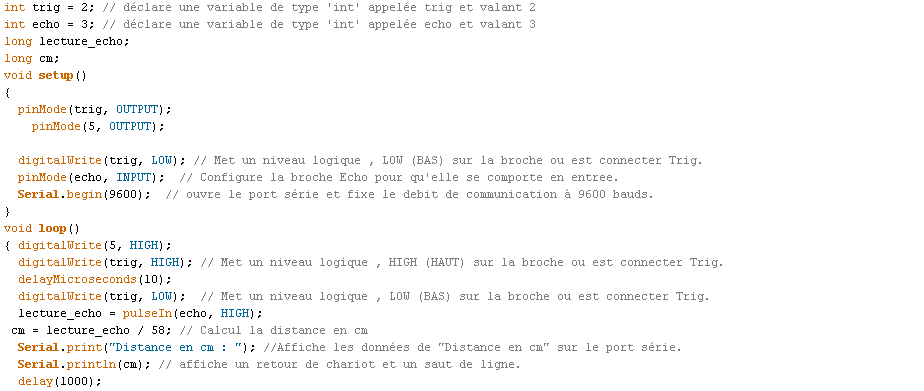 int trig = 2; // déclare une variable de type 'int' appelée trig et valant 2
int echo = 3; // déclare une variable de type 'int' appelée echo et valant 3
long lecture_echo;
long cm;
void setup()
{
  pinMode(trig, OUTPUT);
    pinMode(5, OUTPUT);

  digitalWrite(trig, LOW); // Met un niveau logique , LOW (BAS) sur la broche ou est connecter Trig.
  pinMode(echo, INPUT);  // Configure la broche Echo pour qu'elle se comporte en entree.
  Serial.begin(9600);  // ouvre le port série et fixe le debit de communication à 9600 bauds.
}
void loop()
{ digitalWrite(5, HIGH);
  digitalWrite(trig, HIGH); // Met un niveau logique , HIGH (HAUT) sur la broche ou est connecter Trig.
  delayMicroseconds(10);
  digitalWrite(trig, LOW);  // Met un niveau logique , LOW (BAS) sur la broche ou est connecter Trig.
  lecture_echo = pulseIn(echo, HIGH);
 cm = lecture_echo / 58; // Calcul la distance en cm
  Serial.print("Distance en cm : "); //Affiche les données de "Distance en cm" sur le port série.
  Serial.println(cm); // affiche un retour de chariot et un saut de ligne.
  delay(1000);